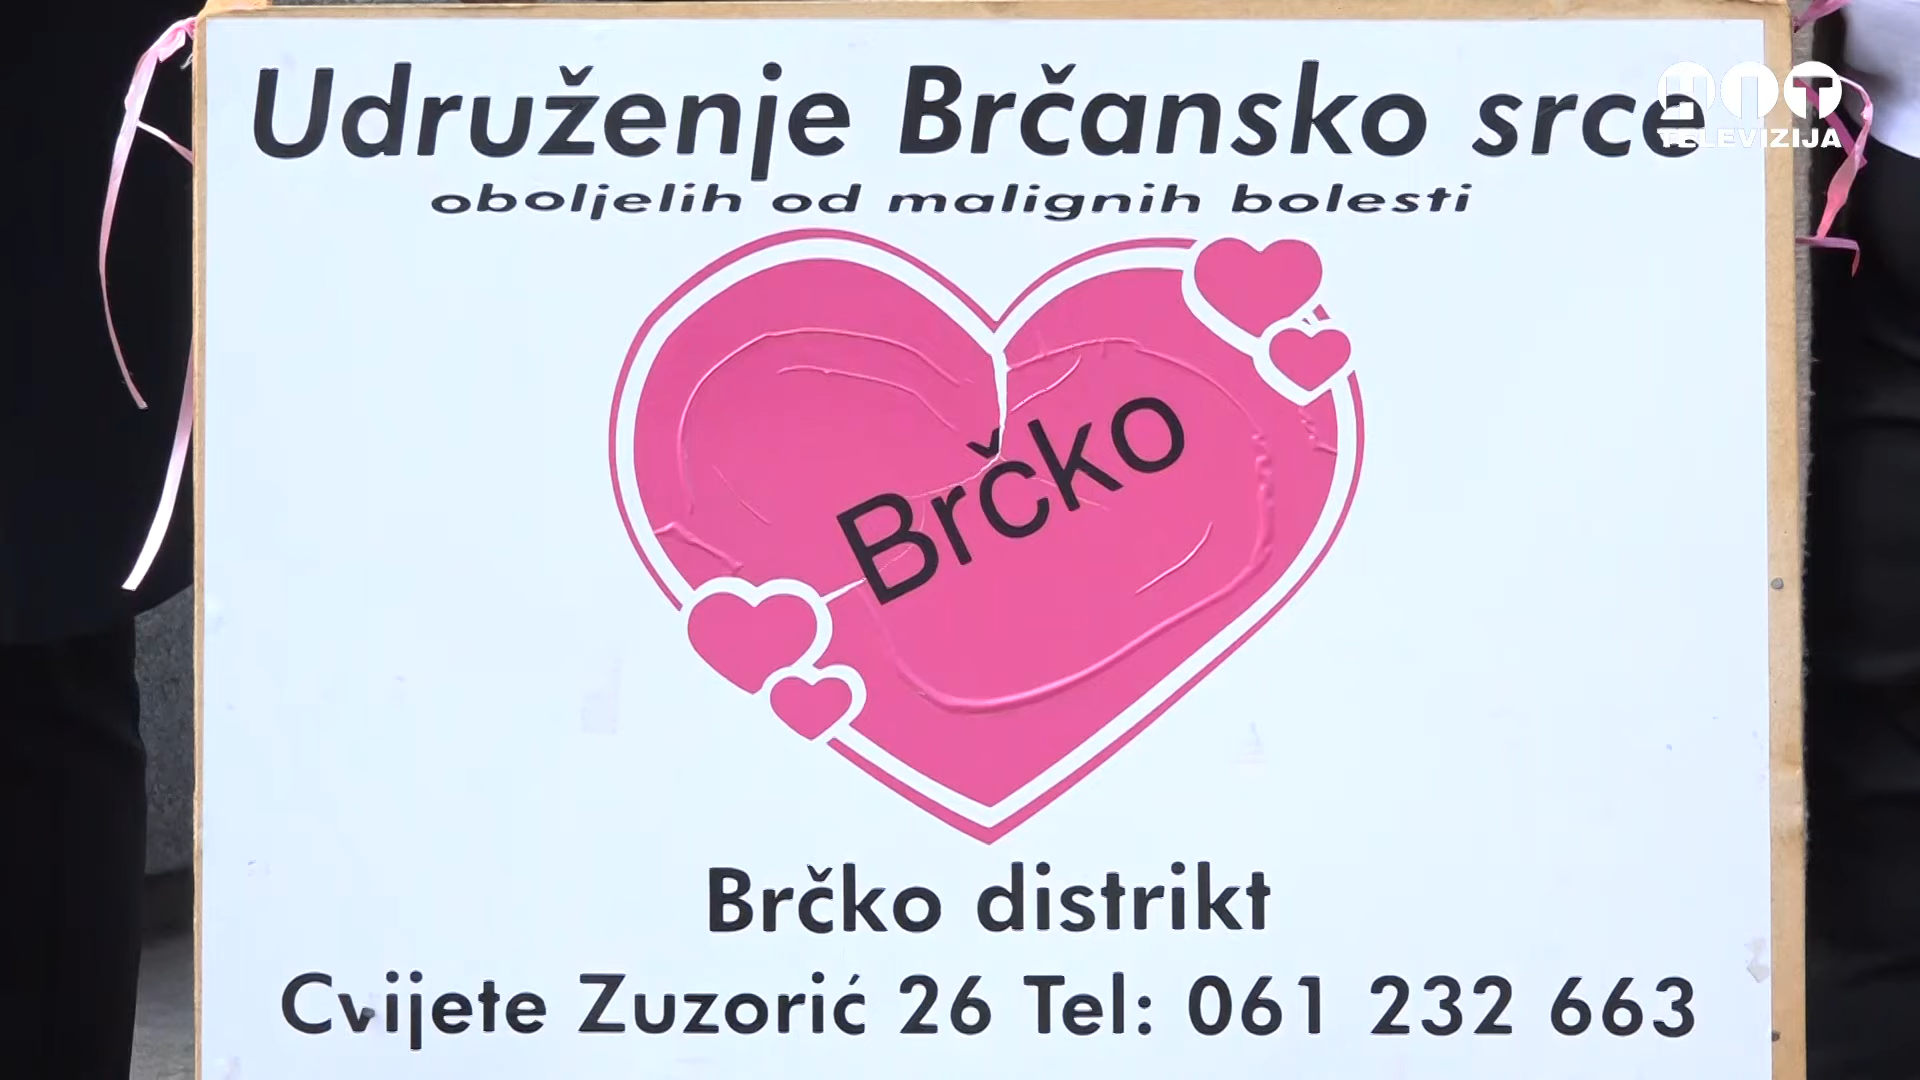 Udruženje Brčansko srce
oboljelih od malignih bolesti
Brčko
Brčko distrikt
Cvijete Zuzorić 26 Tel: 061 232 663
TELEVIZIJA